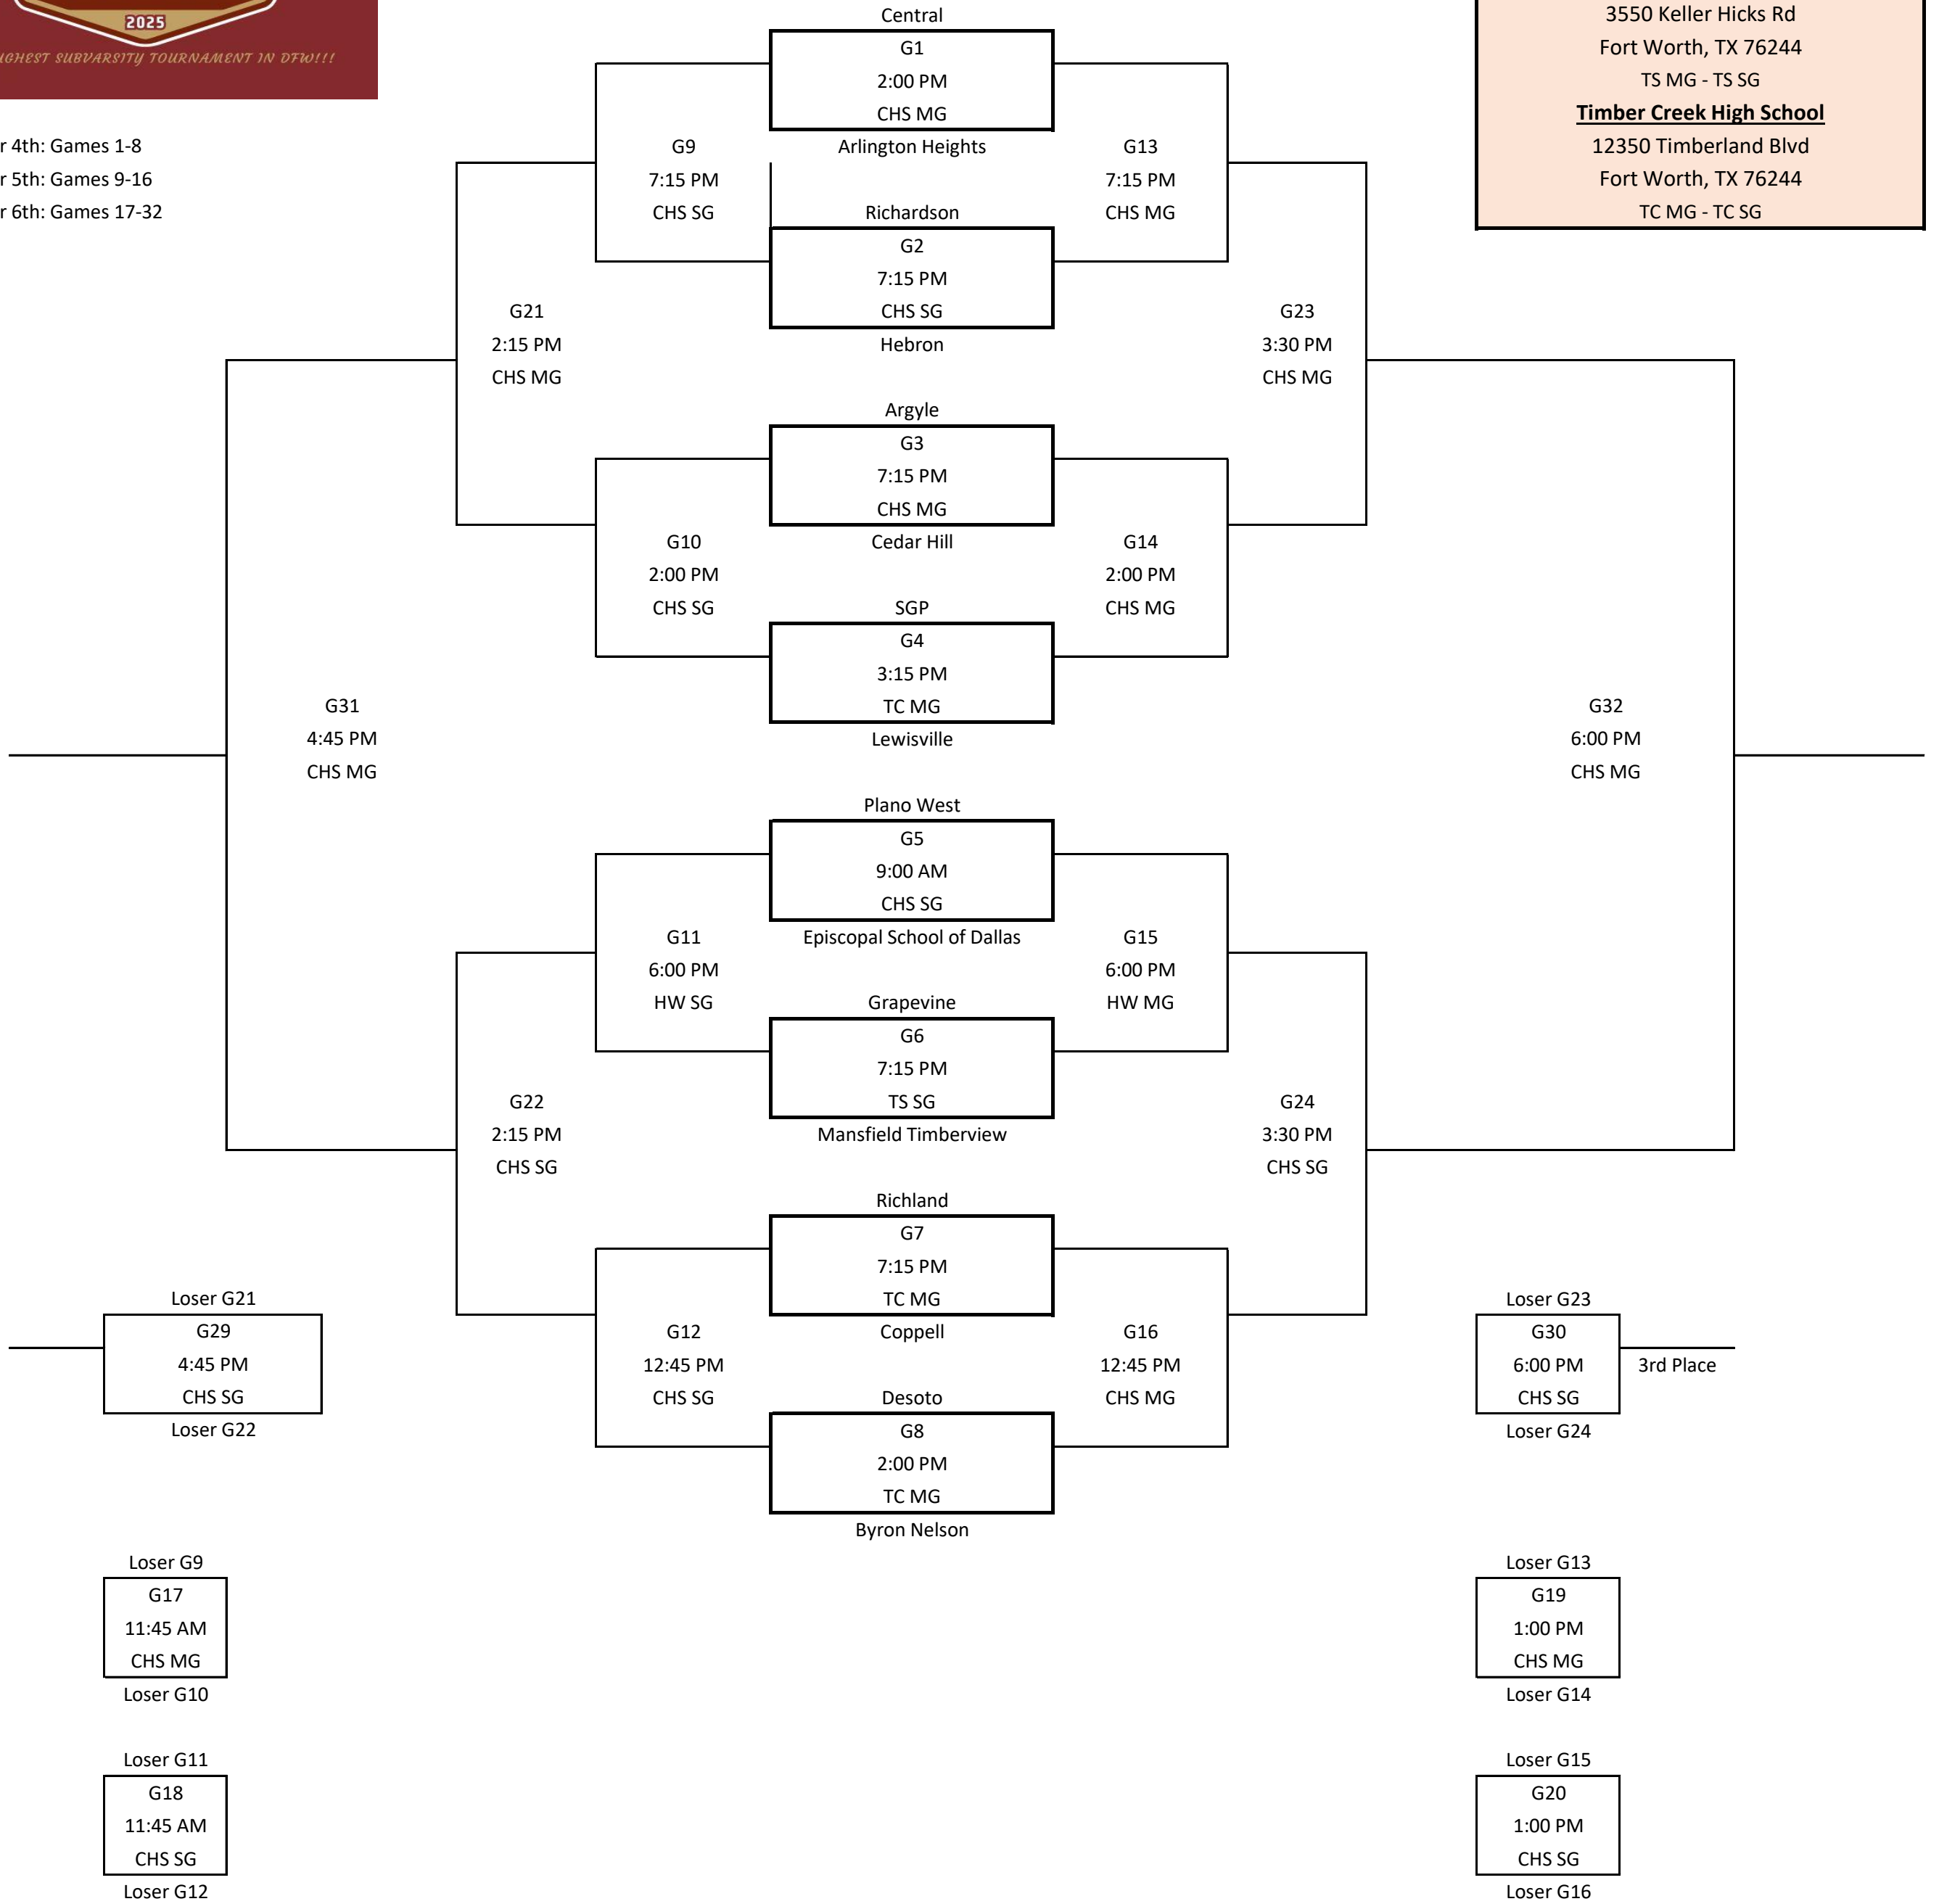 2025
GHEST SUBVARSITY TOURNAMENT IN DFW!!!
r 4th: Games 1-8
r 5th: Games 9-16
r 6th: Games 17-32
3550 Keller Hicks Rd
Fort Worth, TX 76244
TS MG - TS SG
Timber Creek High School
12350 Timberland Blvd
Fort Worth, TX 76244
TC MG - TC SG
Central
G1
2:00 PM
CHS MG
Arlington Heights
G9
7:15 PM
CHS SG
G13
7:15 PM
CHS MG
Richardson
G2
7:15 PM
CHS SG
Hebron
G21
2:15 PM
CHS MG
G23
3:30 PM
CHS MG
Argyle
G3
7:15 PM
CHS MG
Cedar Hill
G10
2:00 PM
CHS SG
G14
2:00 PM
CHS MG
SGP
G4
3:15 PM
TC MG
Lewisville
G31
4:45 PM
CHS MG
G32
6:00 PM
CHS MG
Plano West
G5
9:00 AM
CHS SG
Episcopal School of Dallas
G11
6:00 PM
HW SG
G15
6:00 PM
HW MG
Grapevine
G6
7:15 PM
TS SG
Mansfield Timberview
G22
2:15 PM
CHS SG
G24
3:30 PM
CHS SG
Richland
G7
7:15 PM
TC MG
Coppell
G12
12:45 PM
CHS SG
G16
12:45 PM
CHS MG
Desoto
G8
2:00 PM
TC MG
Byron Nelson
Loser G21
G29
4:45 PM
CHS SG
Loser G22
Loser G23
G30
6:00 PM
CHS SG
Loser G24
3rd Place
Loser G9
G17
11:45 AM
CHS MG
Loser G10
Loser G13
G19
1:00 PM
CHS MG
Loser G14
Loser G11
G18
11:45 AM
CHS SG
Loser G12
Loser G15
G20
1:00 PM
CHS SG
Loser G16